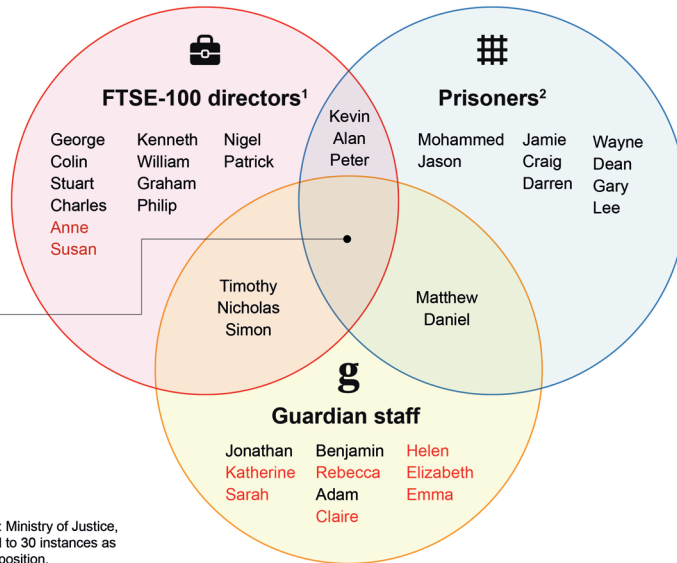 FTSE-100 directors¹
George
Colin
Stuart
Charles
Anne
Susan
Kenneth
William
Graham
Philip
Nigel
Patrick
Kevin
Alan
Peter
Prisoners²
Mohammed
Jason
Jamie
Craig
Darren
Wayne
Dean
Gary
Lee
Timothy
Nicholas
Simon
Matthew
Daniel
g
Guardian staff
Jonathan
Katherine
Sarah
Benjamin
Rebecca
Adam
Claire
Helen
Elizabeth
Emma
: Ministry of Justice,
to 30 instances as
position.